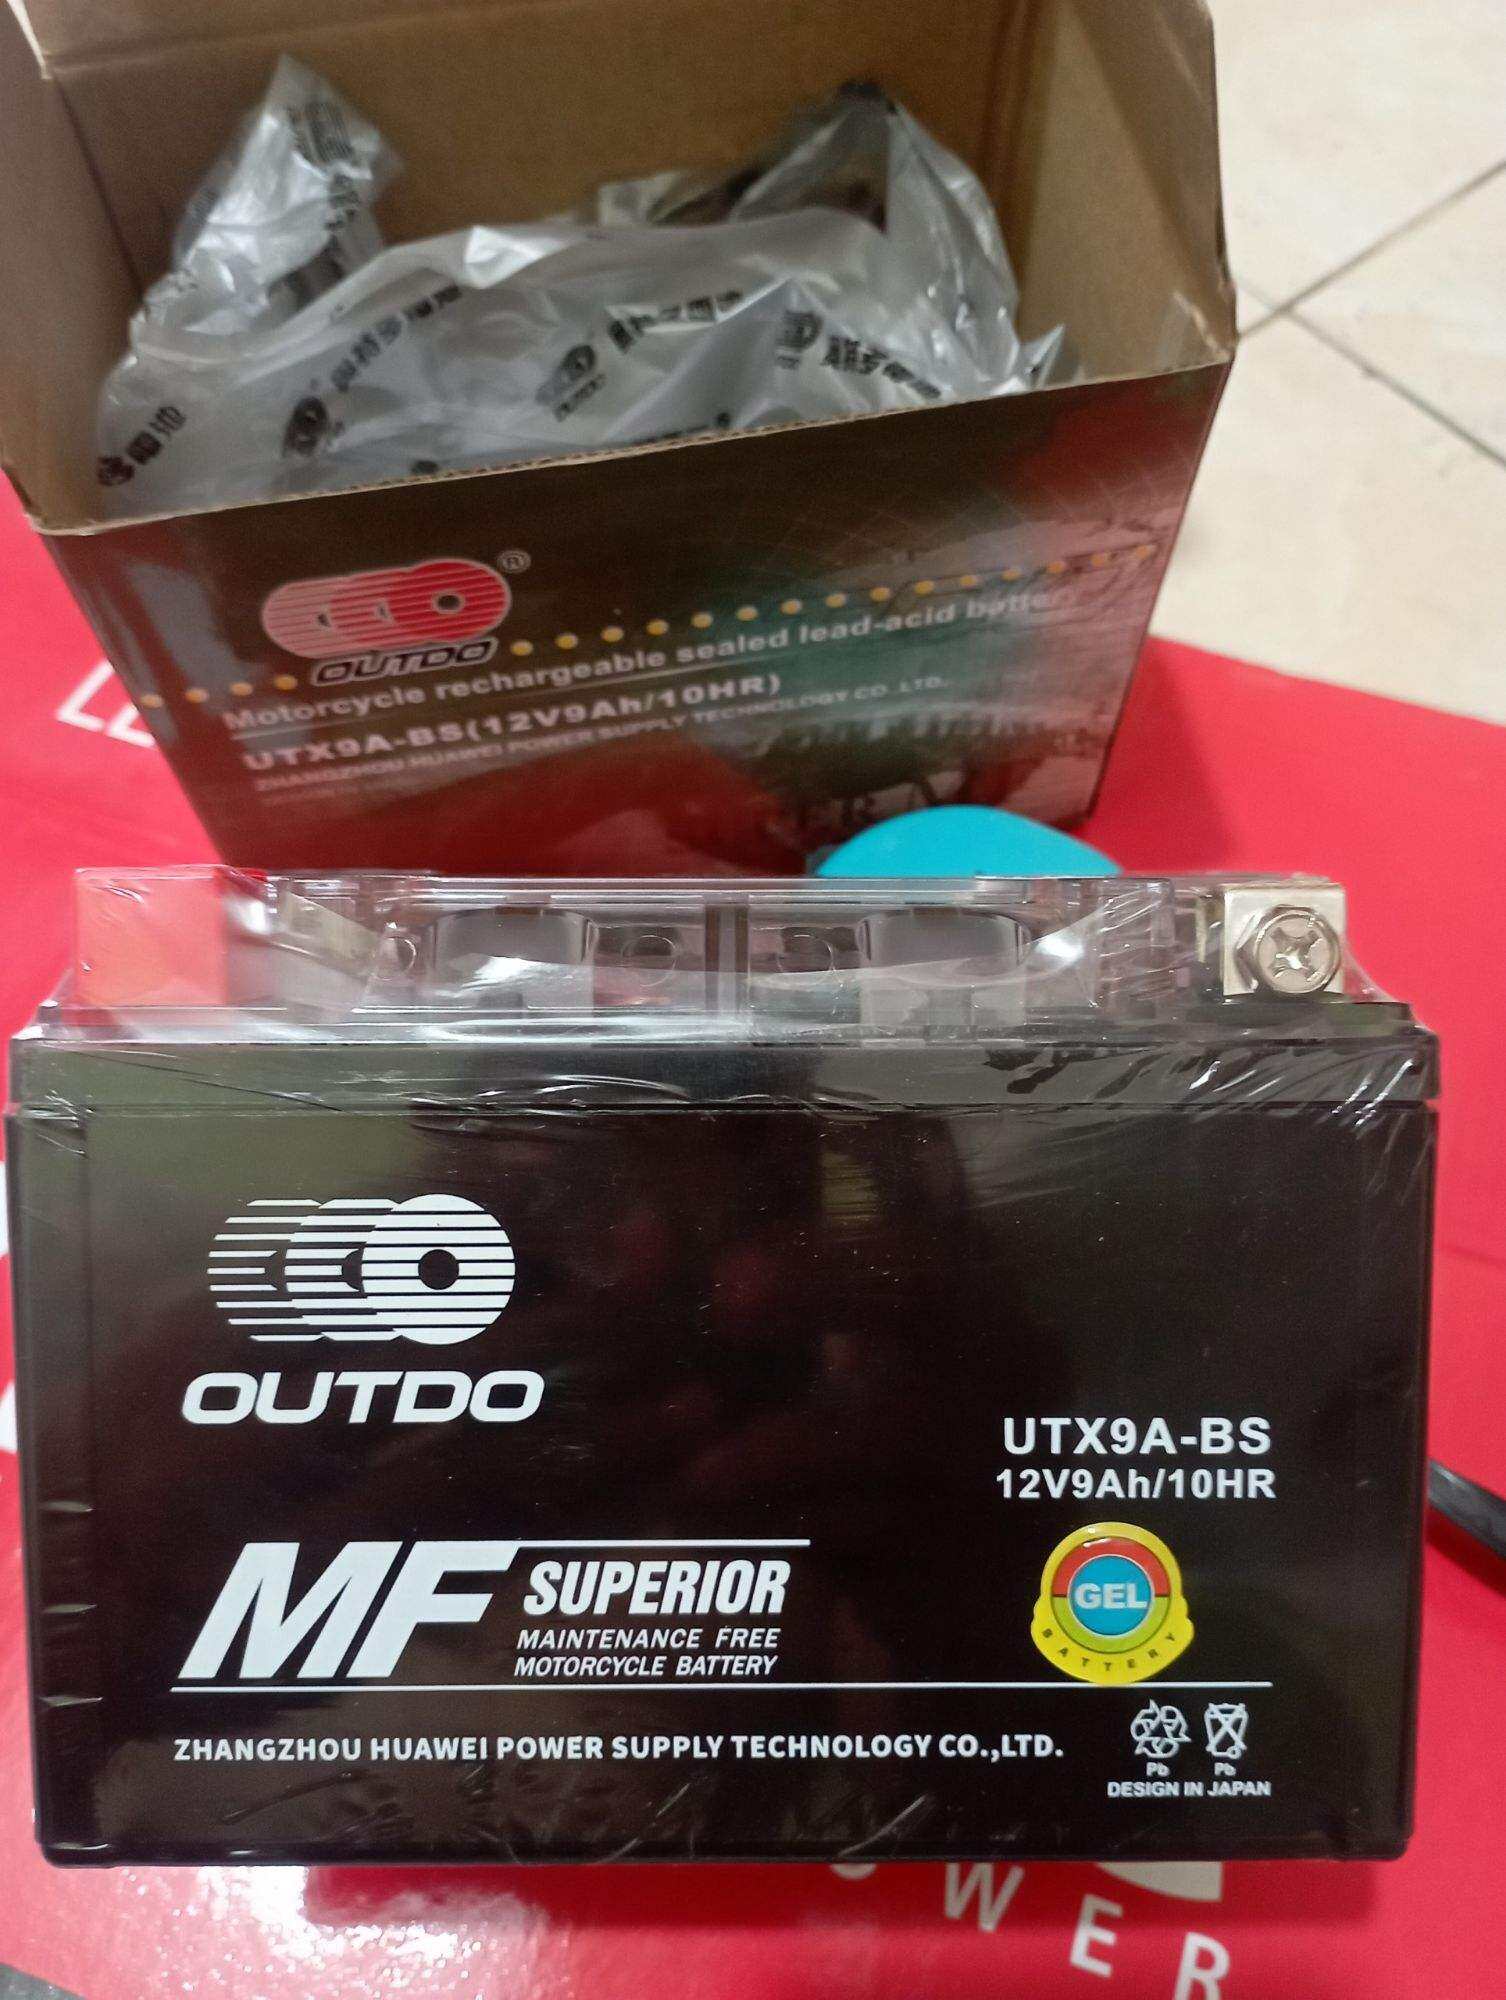 OUTDO
Motorcycle rechargeable sealed lead-acid battery
UTX9A-BS(12V9Ah/10HR)
ZHANGZHOU HUAWEI POWER SUPPLY TECHNOLOGY CO.,LTD.
OUTDO
UTX9A-BS
12V9Ah/10HR
MF SUPERIOR
MAINTENANCE FREE
MOTORCYCLE BATTERY
GEL
BATTERY
ZHANGZHOU HUAWEI POWER SUPPLY TECHNOLOGY CO.,LTD.
Pb Pb
DESIGN IN JAPAN
OWER